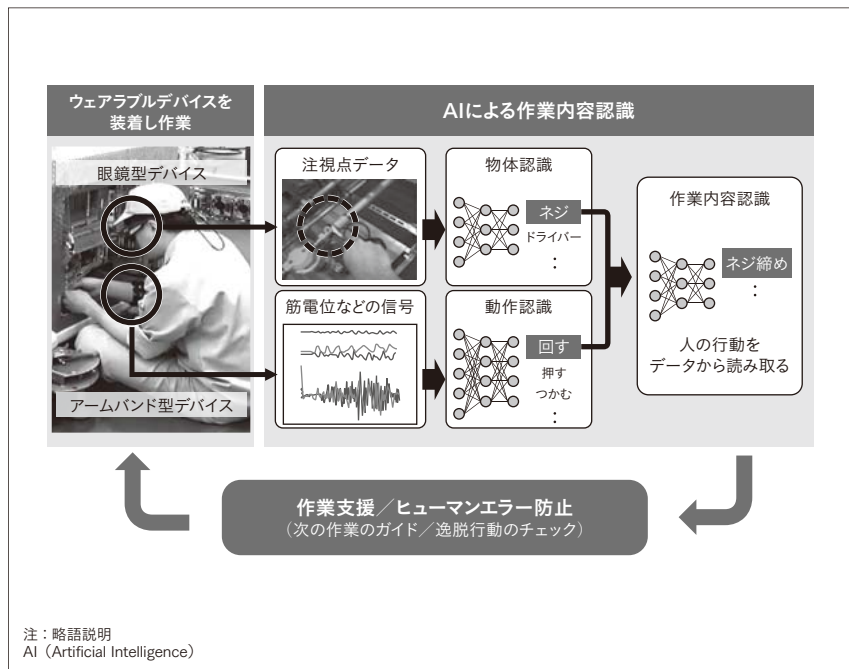 ウェアラブルデバイスを
装着し作業
AIによる作業内容認識
眼鏡型デバイス
アームバンド型デバイス
注視点データ
筋電位などの信号
物体認識
ネジ
ドライバー
：
動作認識
回す
押す
つかむ
：
作業内容認識
ネジ締め
：
人の行動を
データから読み取る
作業支援／ヒューマンエラー防止
（次の作業のガイド／逸脱行動のチェック）
注：略語説明
AI（Artificial Intelligence）